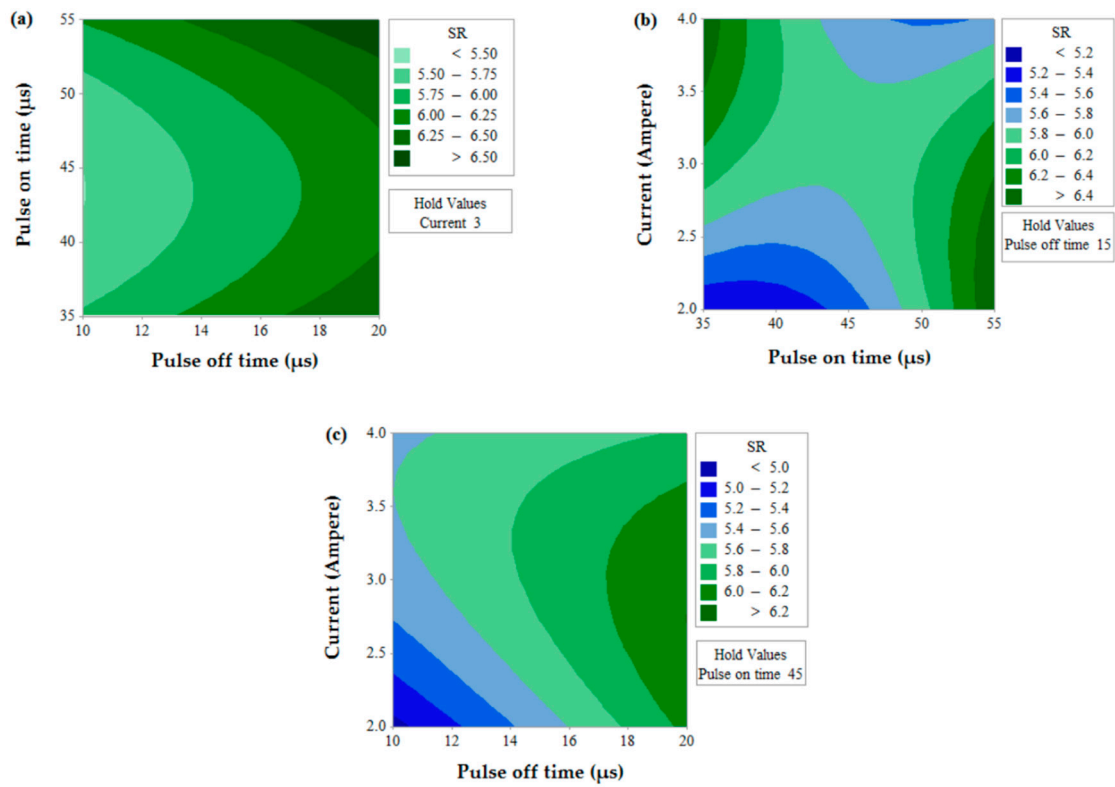 (a)
55
50
45
40
35
10
12
14
16
18
20
Pulse on time (µs)
Pulse off time (µs)
SR
< 5.50
5.50 – 5.75
5.75 – 6.00
6.00 – 6.25
6.25 – 6.50
> 6.50
Hold Values
Current 3
(b)
4.0
3.5
3.0
2.5
2.0
35
40
45
50
55
Current (Ampere)
Pulse on time (µs)
SR
< 5.2
5.2 – 5.4
5.4 – 5.6
5.6 – 5.8
5.8 – 6.0
6.0 – 6.2
6.2 – 6.4
> 6.4
Hold Values
Pulse off time 15
(c)
4.0
3.5
3.0
2.5
2.0
10
12
14
16
18
20
Current (Ampere)
Pulse off time (µs)
SR
< 5.0
5.0 – 5.2
5.2 – 5.4
5.4 – 5.6
5.6 – 5.8
5.8 – 6.0
6.0 – 6.2
> 6.2
Hold Values
Pulse on time 45